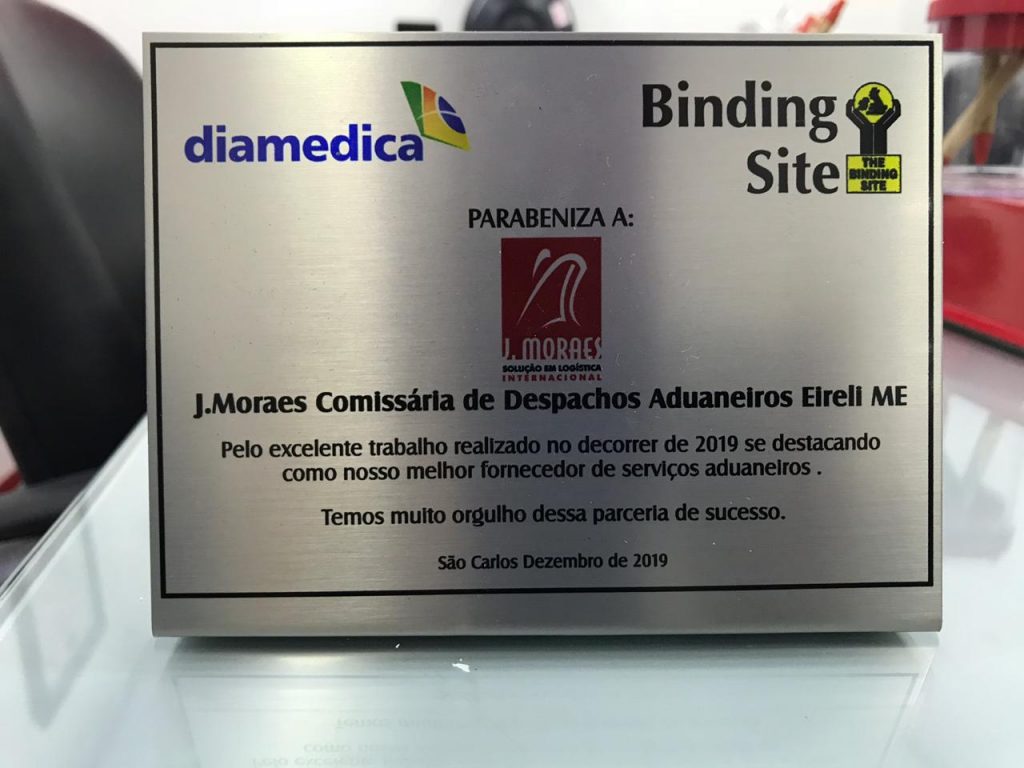 diamedica
Binding
Site
THE
BINDING
SITE
PARABENIZA A:
J. MORAES
SOLUÇÃO EM LOGÍSTICA
INTERNACIONAL
J.Moraes Comissária de Despachos Aduaneiros Eireli ME
Pelo excelente trabalho realizado no decorrer de 2019 se destacando
como nosso melhor fornecedor de serviços aduaneiros .
Temos muito orgulho dessa parceria de sucesso.
São Carlos Dezembro de 2019